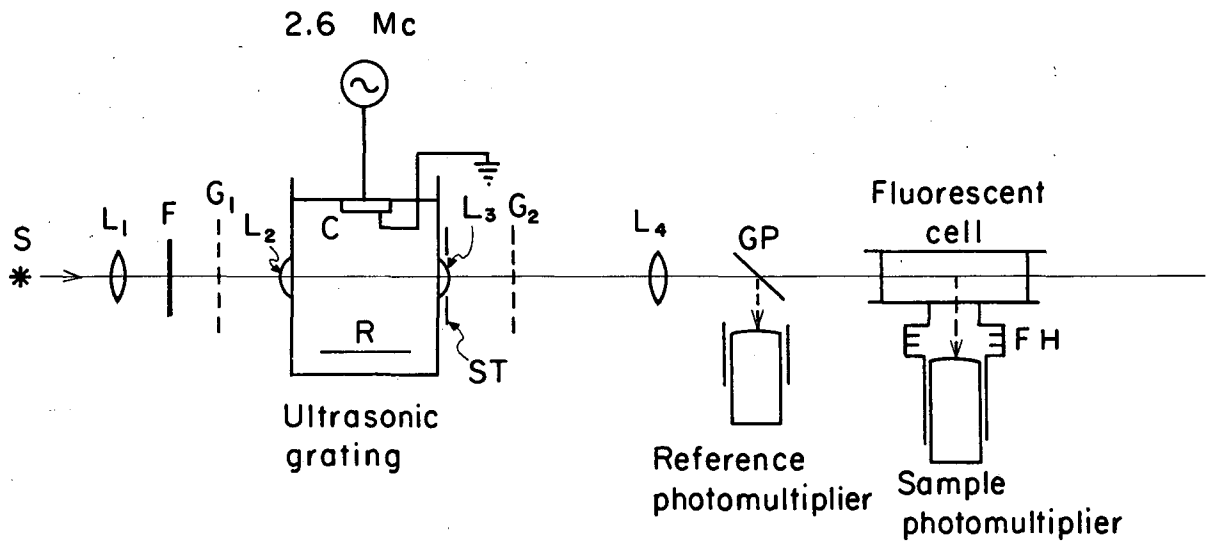 2.6 Mc
S
L₁
F
G₁
L₂
C
L₃
G₂
L₄
GP
Fluorescent
cell
R
ST
FH
Ultrasonic
grating
Reference
photomultiplier
Sample
photomultiplier